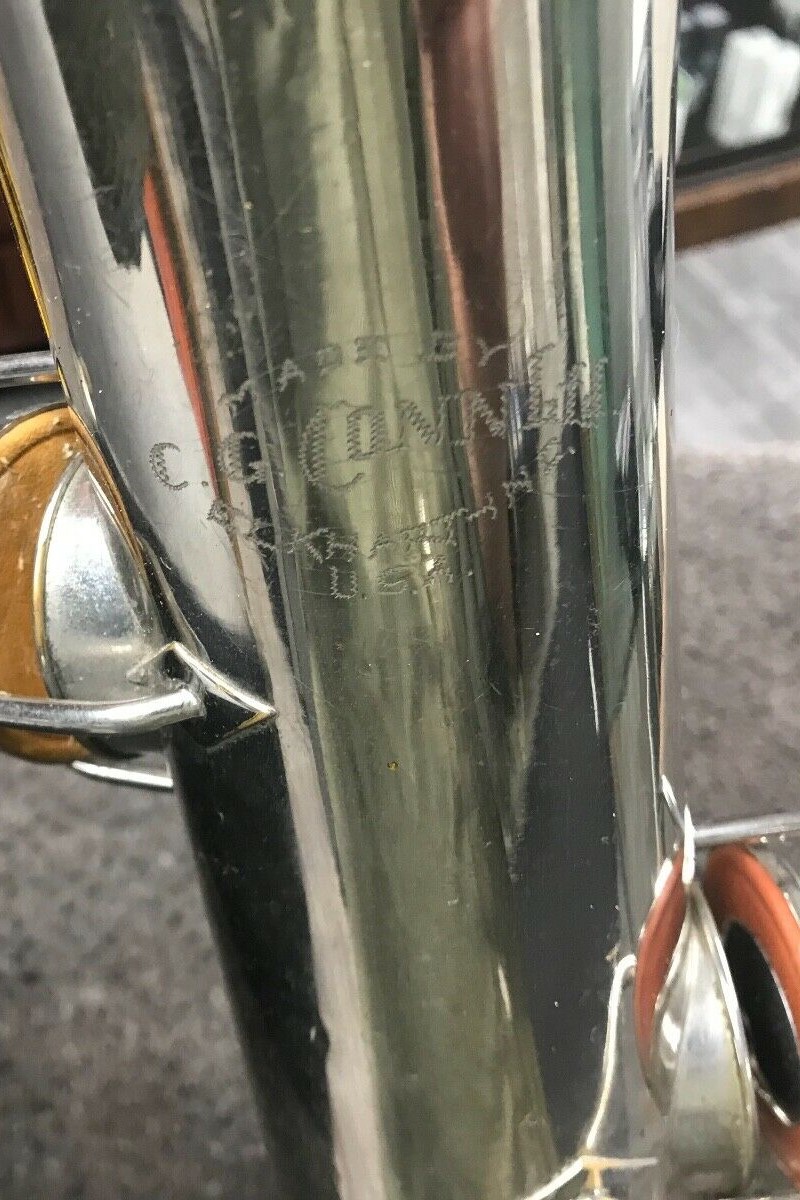 MADE BY
C.G. CONN LTD
ELKHART IND.
U.S.A.